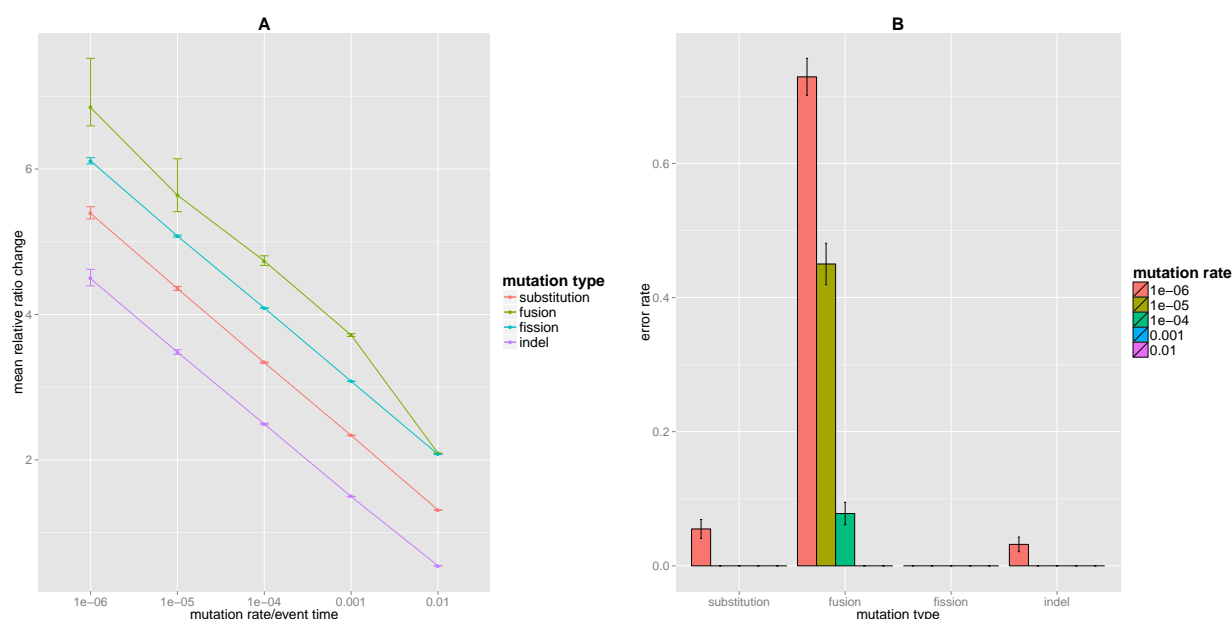 A
mean relative ratio change
6
4
2
1e−06
1e−05
1e−04
0.001
0.01
mutation rate/event time
mutation type
substitution
fusion
fission
indel
B
error rate
0.6
0.4
0.2
0.0
substitution
fusion
fission
indel
mutation type
mutation rate
1e−06
1e−05
1e−04
0.001
0.01